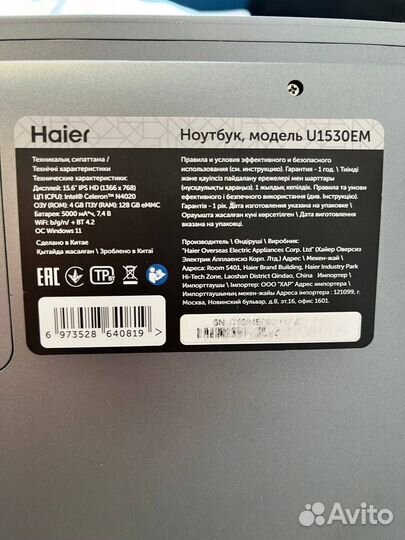 Haier
Ноутбук, модель U1530EM
Техникалық сипаттама /
Технічні характеристики
Технические характеристики:
Дисплей: 15.6" IPS HD (1366 x 768)
ЦП (CPU): Intel® Celeron™ N4020
ОЗУ (ROM): 4 GB ПЗУ (RAM): 128 GB eMMC
Батарея: 5000 мА*ч, 7,4 В
WiFi: b/g/n/ + BT 4.2
ОС Windows 11
Сделано в Китае
Қытайда жасалған \ Зроблено в Китаї
EAC
TP
6 973528 640819 >
Правила и условия эффективного и безопасного
использования (см. инструкцию). Гарантия - 1 год. \ Тиімді
және қауіпсіз пайдалану ережелері мен шарттары
(нұсқаулықты қараңыз). 1 жылдық кепілдік. Правила та умови
ефективного і безпечного використання (див. Інструкцію).
Гарантія - 1 рік. Дата изготовления указана на упаковке \
Орауышта жасалған күні көрсетілген \ Дата виготовлення
вказана на упаковці.
Производитель \ Өндіруші \ Виробник:
"Haier Overseas Electric Appliances Corp. Ltd." (Хайер Оверсиз
Электрик Апплаенсиз Корп. Лтд.) Адрес \ Мекен-жайы \
Адреса: Room S401, Haier Brand Building, Haier Industry Park
Hi-Tech Zone, Laoshan District Qindao, China \ Импортер \
Импорттаушы \ Імпортер: ООО "ХАР" Адрес импортера \
Импорттаушының мекен-жайы Адреса імпортера : 121099, г.
Москва, Новинский бульвар, д.8, эт.16, офис 1601.
SN:
Avito